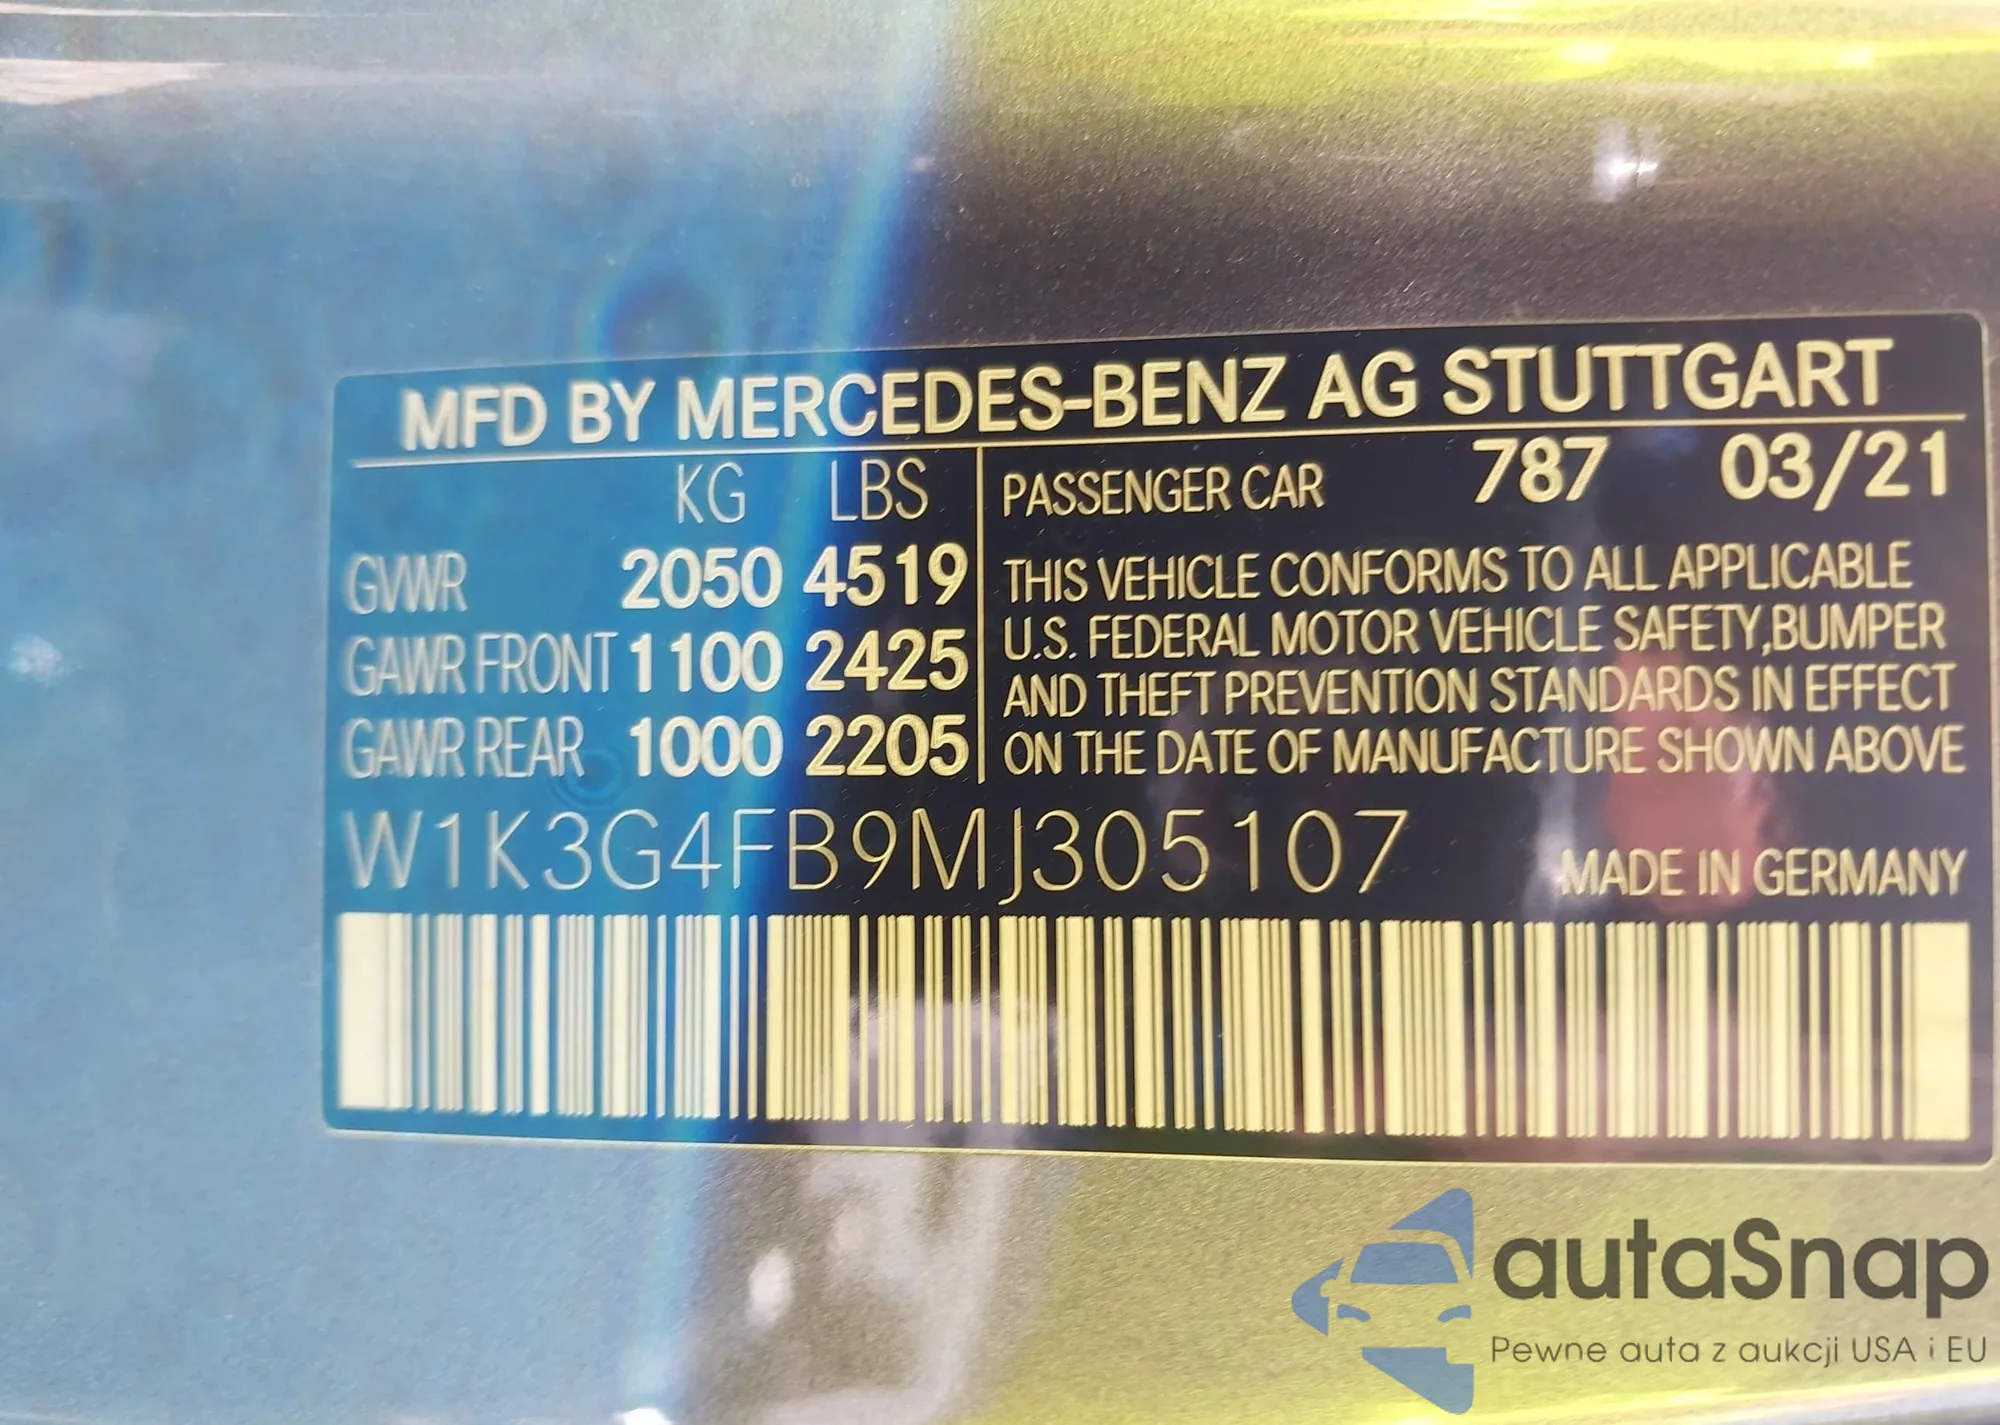 MFD BY MERCEDES-BENZ AG STUTTGART
KG LBS
GVWR 2050 4519
GAWR FRONT 1100 2425
GAWR REAR 1000 2205
PASSENGER CAR 787 03/21
THIS VEHICLE CONFORMS TO ALL APPLICABLE
U.S. FEDERAL MOTOR VEHICLE SAFETY,BUMPER
AND THEFT PREVENTION STANDARDS IN EFFECT
ON THE DATE OF MANUFACTURE SHOWN ABOVE
W1K3G4FB9MJ305107
MADE IN GERMANY
autaSnap
Pewne auta z aukcji USA i EU